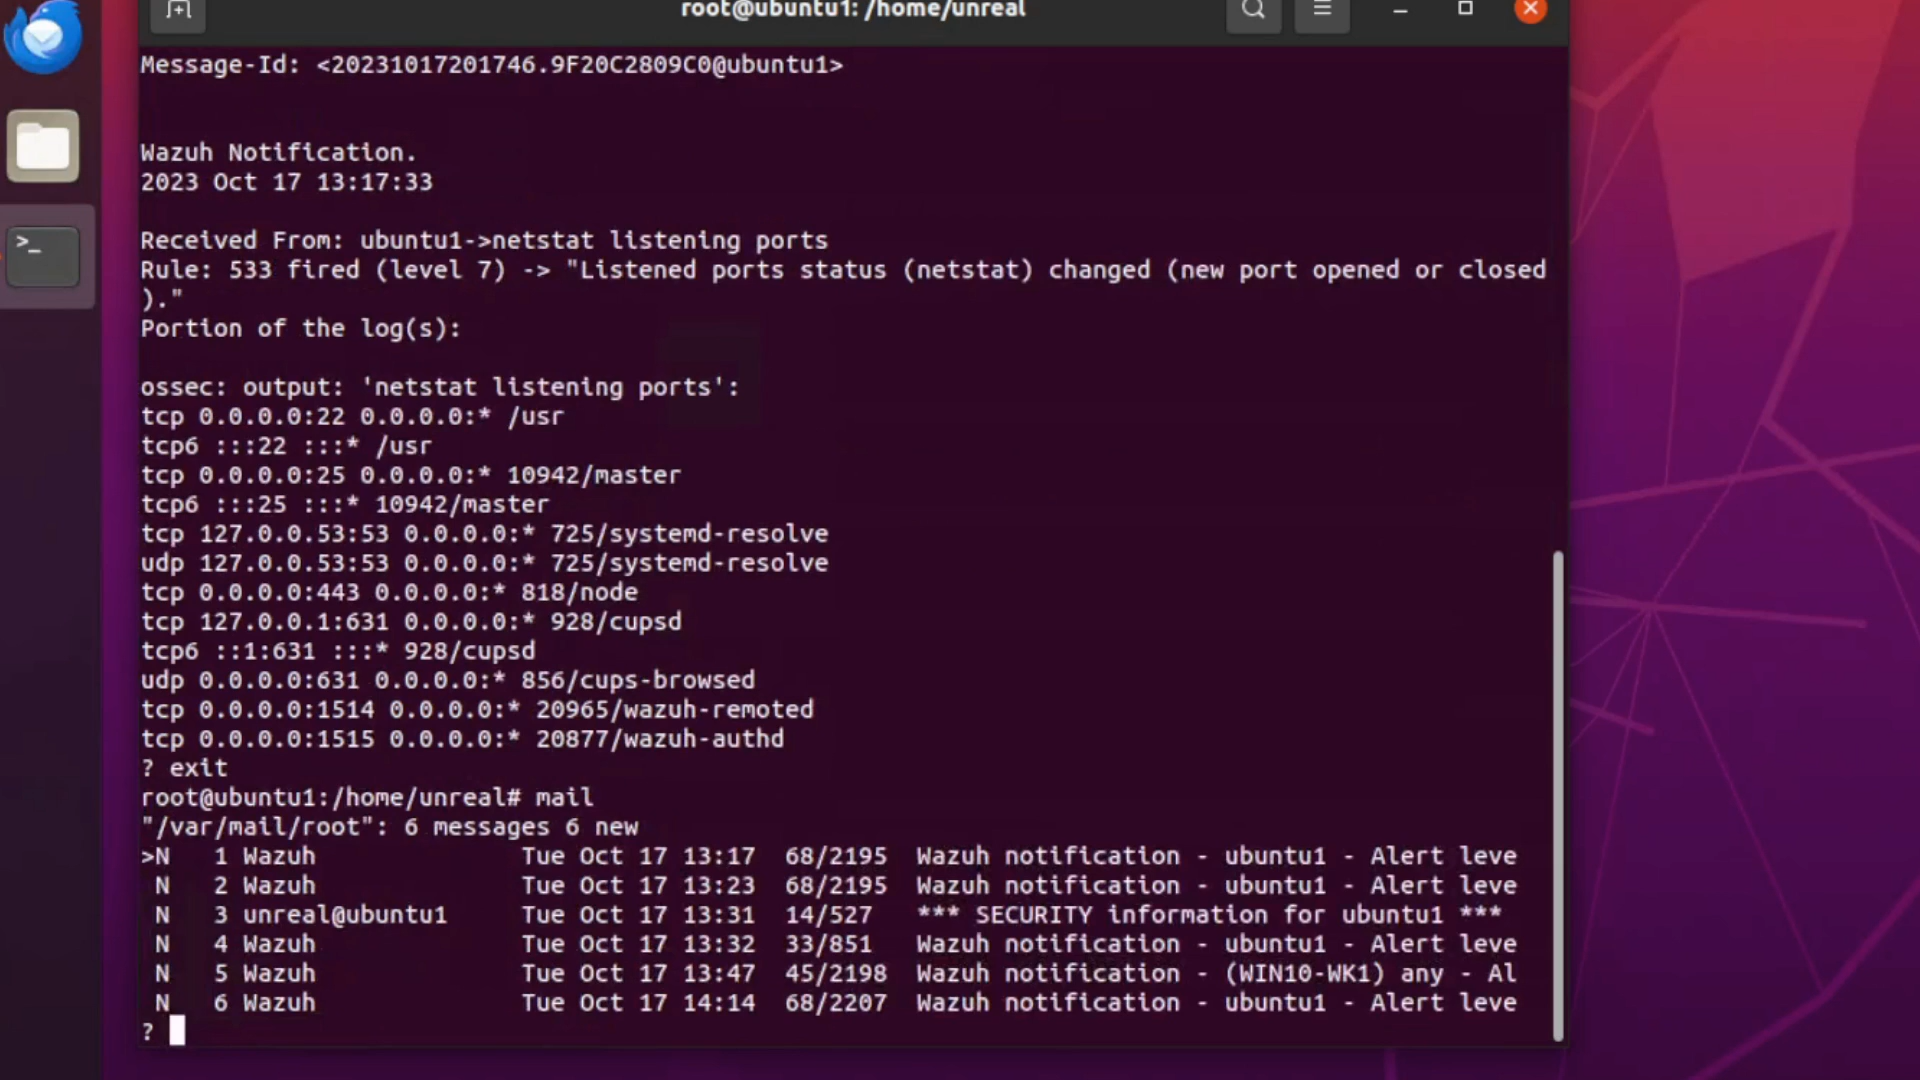 root@ubuntu1: /home/unreal
Message-Id: <20231017201746.9F20C2809C0@ubuntu1>
Wazuh Notification.
2023 Oct 17 13:17:33
Received From: ubuntu1->netstat listening ports
Rule: 533 fired (level 7) -> "Listened ports status (netstat) changed (new port opened or closed
)."
Portion of the log(s):
ossec: output: 'netstat listening ports':
tcp 0.0.0.0:22 0.0.0.0:* /usr
tcp6 :::22 :::* /usr
tcp 0.0.0.0:25 0.0.0.0:* 10942/master
tcp6 :::25 :::* 10942/master
tcp 127.0.0.53:53 0.0.0.0:* 725/systemd-resolve
udp 127.0.0.53:53 0.0.0.0:* 725/systemd-resolve
tcp 0.0.0.0:443 0.0.0.0:* 818/node
tcp 127.0.0.1:631 0.0.0.0:* 928/cupsd
tcp6 ::1:631 :::* 928/cupsd
udp 0.0.0.0:631 0.0.0.0:* 856/cups-browsed
tcp 0.0.0.0:1514 0.0.0.0:* 20965/wazuh-remoted
tcp 0.0.0.0:1515 0.0.0.0:* 20877/wazuh-authd
? exit
root@ubuntu1:/home/unreal# mail
"/var/mail/root": 6 messages 6 new
>N 1 Wazuh Tue Oct 17 13:17 68/2195 Wazuh notification - ubuntu1 - Alert leve
N 2 Wazuh Tue Oct 17 13:23 68/2195 Wazuh notification - ubuntu1 - Alert leve
N 3 unreal@ubuntu1 Tue Oct 17 13:31 14/527 *** SECURITY information for ubuntu1 ***
N 4 Wazuh Tue Oct 17 13:32 33/851 Wazuh notification - ubuntu1 - Alert leve
N 5 Wazuh Tue Oct 17 13:47 45/2198 Wazuh notification - (WIN10-WK1) any - Al
N 6 Wazuh Tue Oct 17 14:14 68/2207 Wazuh notification - ubuntu1 - Alert leve
?